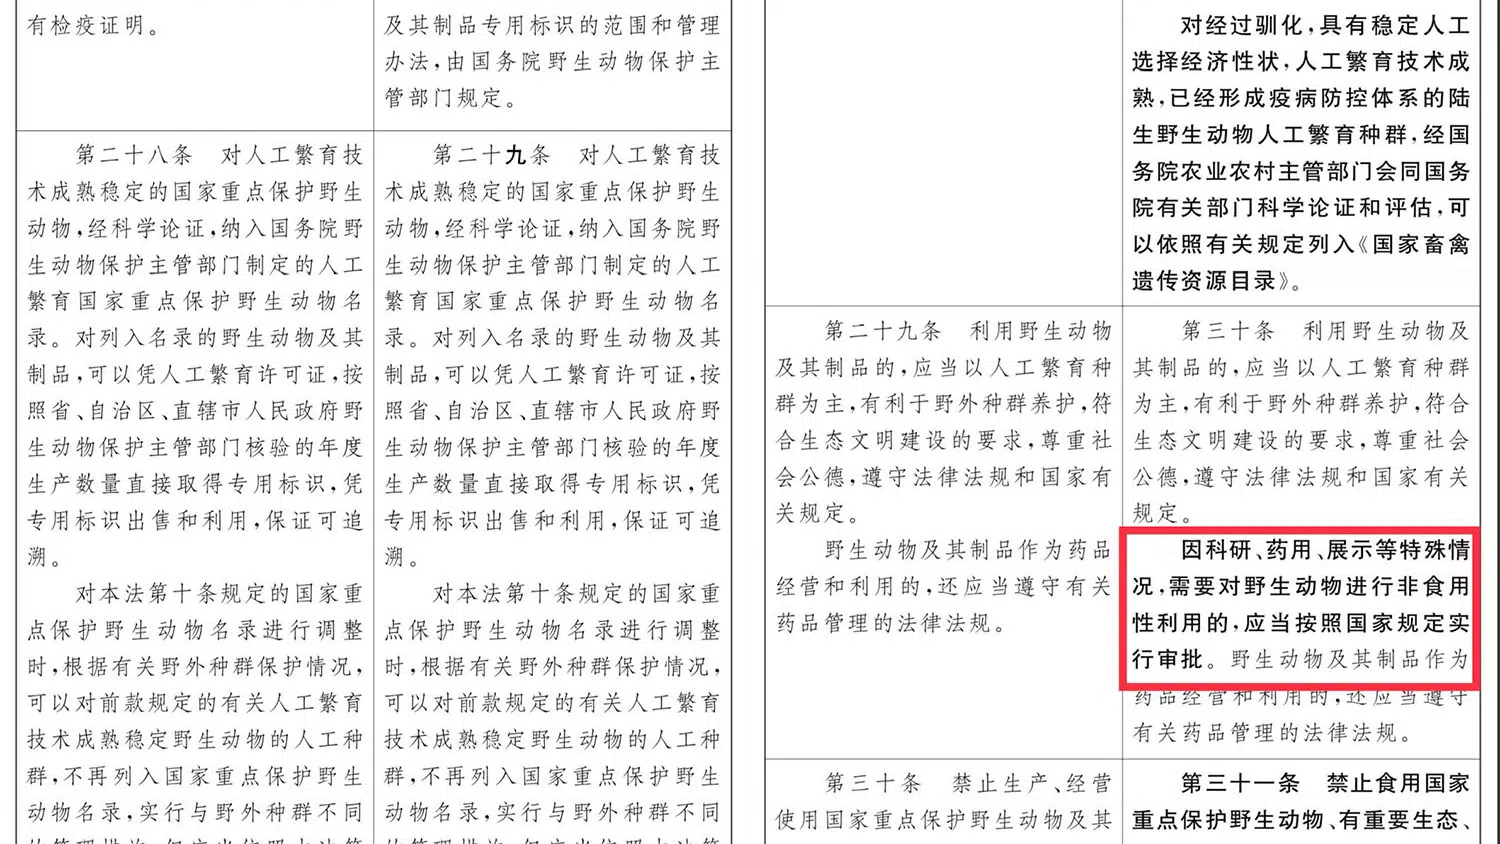 有检疫证明。
及其制品专用标识的范围和管理
办法,由国务院野生动物保护主
管部门规定。
第二十八条 对人工繁育技
术成熟稳定的国家重点保护野生
动物,经科学论证,纳入国务院野
生动物保护主管部门制定的人工
繁育国家重点保护野生动物名
录。对列入名录的野生动物及其
制品,可以凭人工繁育许可证,按
照省、自治区、直辖市人民政府野
生动物保护主管部门核验的年度
生产数量直接取得专用标识,凭
专用标识出售和利用,保证可追
溯。
对本法第十条规定的国家重
点保护野生动物名录进行调整
时,根据有关野外种群保护情况,
可以对前款规定的有关人工繁育
技术成熟稳定野生动物的人工种
群,不再列入国家重点保护野生
动物名录,实行与野外种群不同
第二十九条 对人工繁育技
术成熟稳定的国家重点保护野生
动物,经科学论证,纳入国务院野
生动物保护主管部门制定的人工
繁育国家重点保护野生动物名
录。对列入名录的野生动物及其
制品,可以凭人工繁育许可证,按
照省、自治区、直辖市人民政府野
生动物保护主管部门核验的年度
生产数量直接取得专用标识,凭
专用标识出售和利用,保证可追
溯。
对本法第十条规定的国家重
点保护野生动物名录进行调整
时,根据有关野外种群保护情况,
可以对前款规定的有关人工繁育
技术成熟稳定野生动物的人工种
群,不再列入国家重点保护野生
动物名录,实行与野外种群不同
对经过驯化,具有稳定人工
选择经济性状,人工繁育技术成
熟,已经形成疫病防控体系的陆
生野生动物人工繁育种群,经国
务院农业农村主管部门会同国务
院有关部门科学论证和评估,可
以依照有关规定列入《国家畜禽
遗传资源目录》。
第二十九条 利用野生动物
及其制品的,应当以人工繁育种
群为主,有利于野外种群养护,符
合生态文明建设的要求,尊重社
会公德,遵守法律法规和国家有
关规定。
野生动物及其制品作为药品
经营和利用的,还应当遵守有关
药品管理的法律法规。
第三十条 利用野生动物及
其制品的,应当以人工繁育种群
为主,有利于野外种群养护,符合
生态文明建设的要求,尊重社会
公德,遵守法律法规和国家有关
规定。
因科研、药用、展示等特殊情
况,需要对野生动物进行非食用
性利用的,应当按照国家规定实
行审批。野生动物及其制品作为
药品经营和利用的,还应当遵守
有关药品管理的法律法规。
第三十条 禁止生产、经营
使用国家重点保护野生动物及其
第三十一条 禁止食用国家
重点保护野生动物、有重要生态、